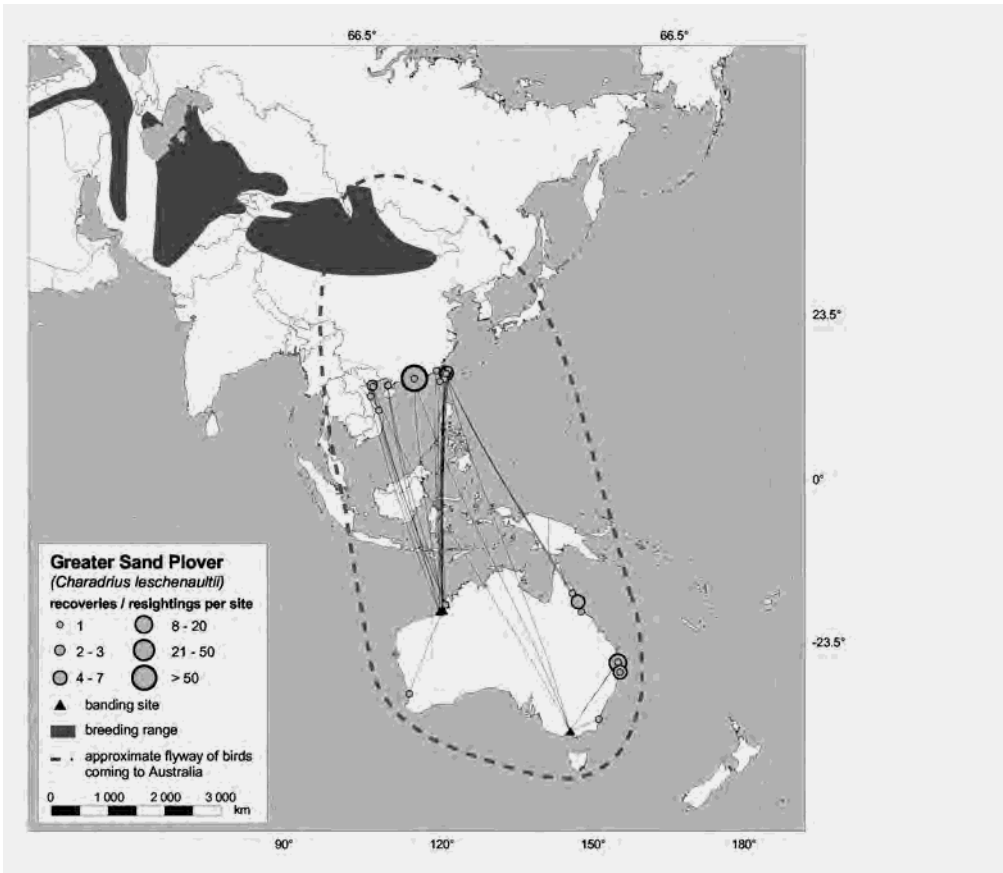 66.5° 66.5°
23.5°
0°
-23.5°
Greater Sand Plover
(Charadrius leschenaultii)
recoveries / resightings per site
1 8 - 20
2 - 3 21 - 50
4 - 7 > 50
banding site
breeding range
approximate flyway of birds
coming to Australia
0 1 000 2 000 3 000
km
90° 120° 150° 180°